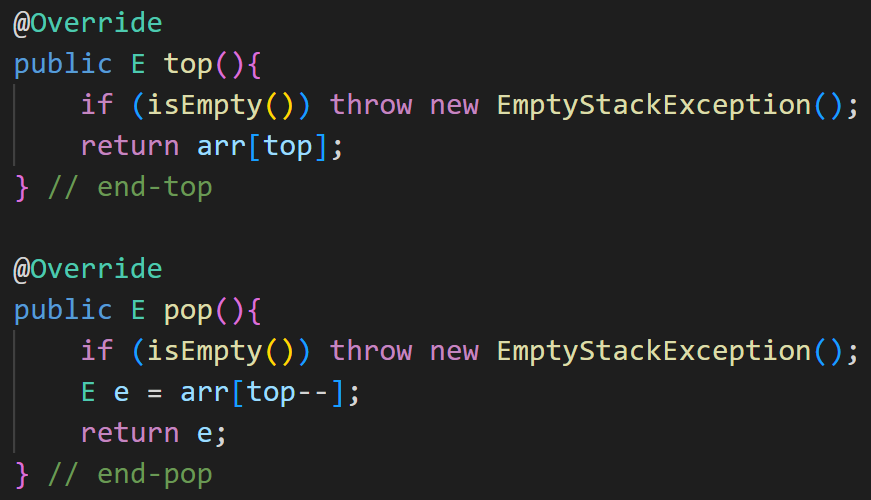 @Override
public E top(){
    if (isEmpty()) throw new EmptyStackException();
    return arr[top];
} // end-top

@Override
public E pop(){
    if (isEmpty()) throw new EmptyStackException();
    E e = arr[top--];
    return e;
} // end-pop